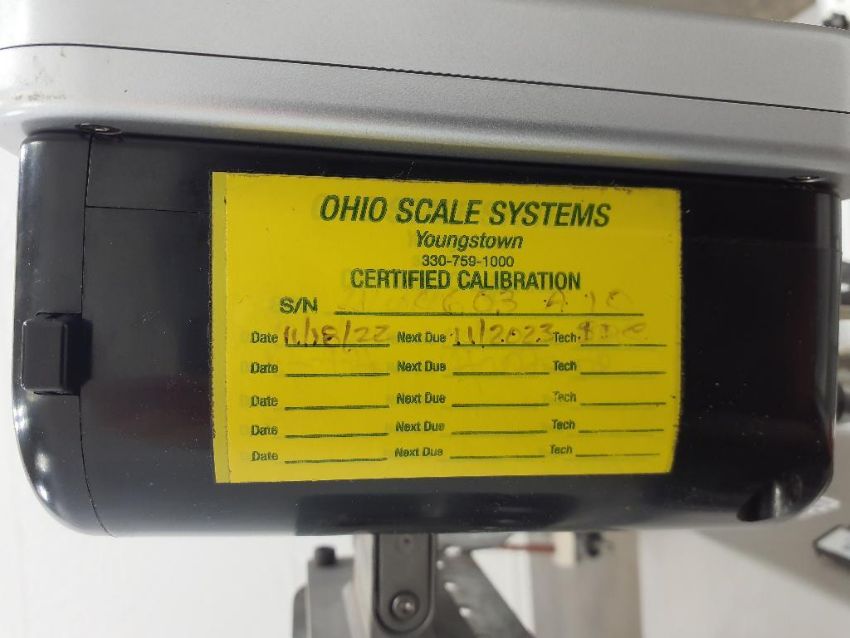 OHIO SCALE SYSTEMS
Youngstown
330-759-1000
CERTIFIED CALIBRATION
S/N
Date 11/18/22 Next Due 11/2023 Tech
Date Next Due Tech
Date Next Due Tech
Date Next Due Tech
Date Next Due Tech